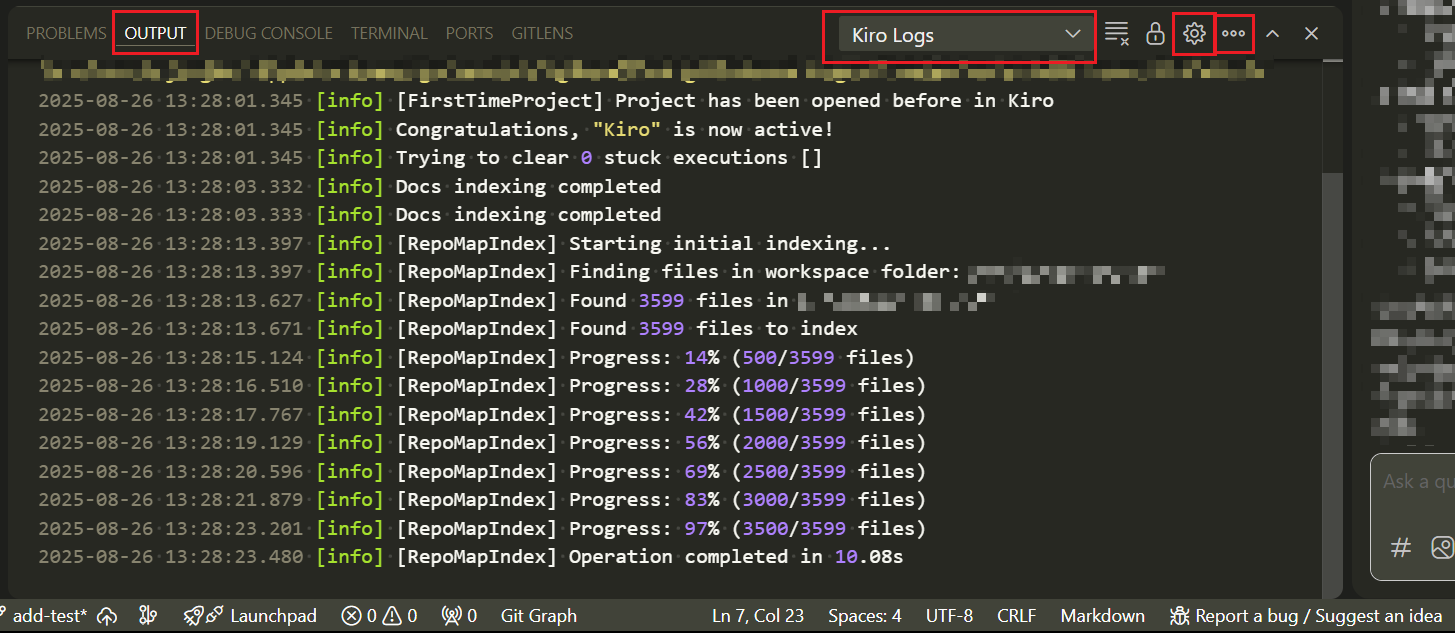 PROBLEMS OUTPUT DEBUG CONSOLE TERMINAL PORTS GITLENS Kiro Logs
2025-08-26 13:28:01.345 [info] [FirstTimeProject] Project has been opened before in Kiro
2025-08-26 13:28:01.345 [info] Congratulations, "Kiro" is now active!
2025-08-26 13:28:01.345 [info] Trying to clear 0 stuck executions []
2025-08-26 13:28:03.332 [info] Docs indexing completed
2025-08-26 13:28:03.333 [info] Docs indexing completed
2025-08-26 13:28:13.397 [info] [RepoMapIndex] Starting initial indexing...
2025-08-26 13:28:13.397 [info] [RepoMapIndex] Finding files in workspace folder:
2025-08-26 13:28:13.627 [info] [RepoMapIndex] Found 3599 files in
2025-08-26 13:28:13.671 [info] [RepoMapIndex] Found 3599 files to index
2025-08-26 13:28:15.124 [info] [RepoMapIndex] Progress: 14% (500/3599 files)
2025-08-26 13:28:16.510 [info] [RepoMapIndex] Progress: 28% (1000/3599 files)
2025-08-26 13:28:17.767 [info] [RepoMapIndex] Progress: 42% (1500/3599 files)
2025-08-26 13:28:19.129 [info] [RepoMapIndex] Progress: 56% (2000/3599 files)
2025-08-26 13:28:20.596 [info] [RepoMapIndex] Progress: 69% (2500/3599 files)
2025-08-26 13:28:21.879 [info] [RepoMapIndex] Progress: 83% (3000/3599 files)
2025-08-26 13:28:23.201 [info] [RepoMapIndex] Progress: 97% (3500/3599 files)
2025-08-26 13:28:23.480 [info] [RepoMapIndex] Operation completed in 10.08s
Ask a qu
#
add-test* Launchpad 0 0 0 Git Graph Ln 7, Col 23 Spaces: 4 UTF-8 CRLF Markdown Report a bug / Suggest an idea